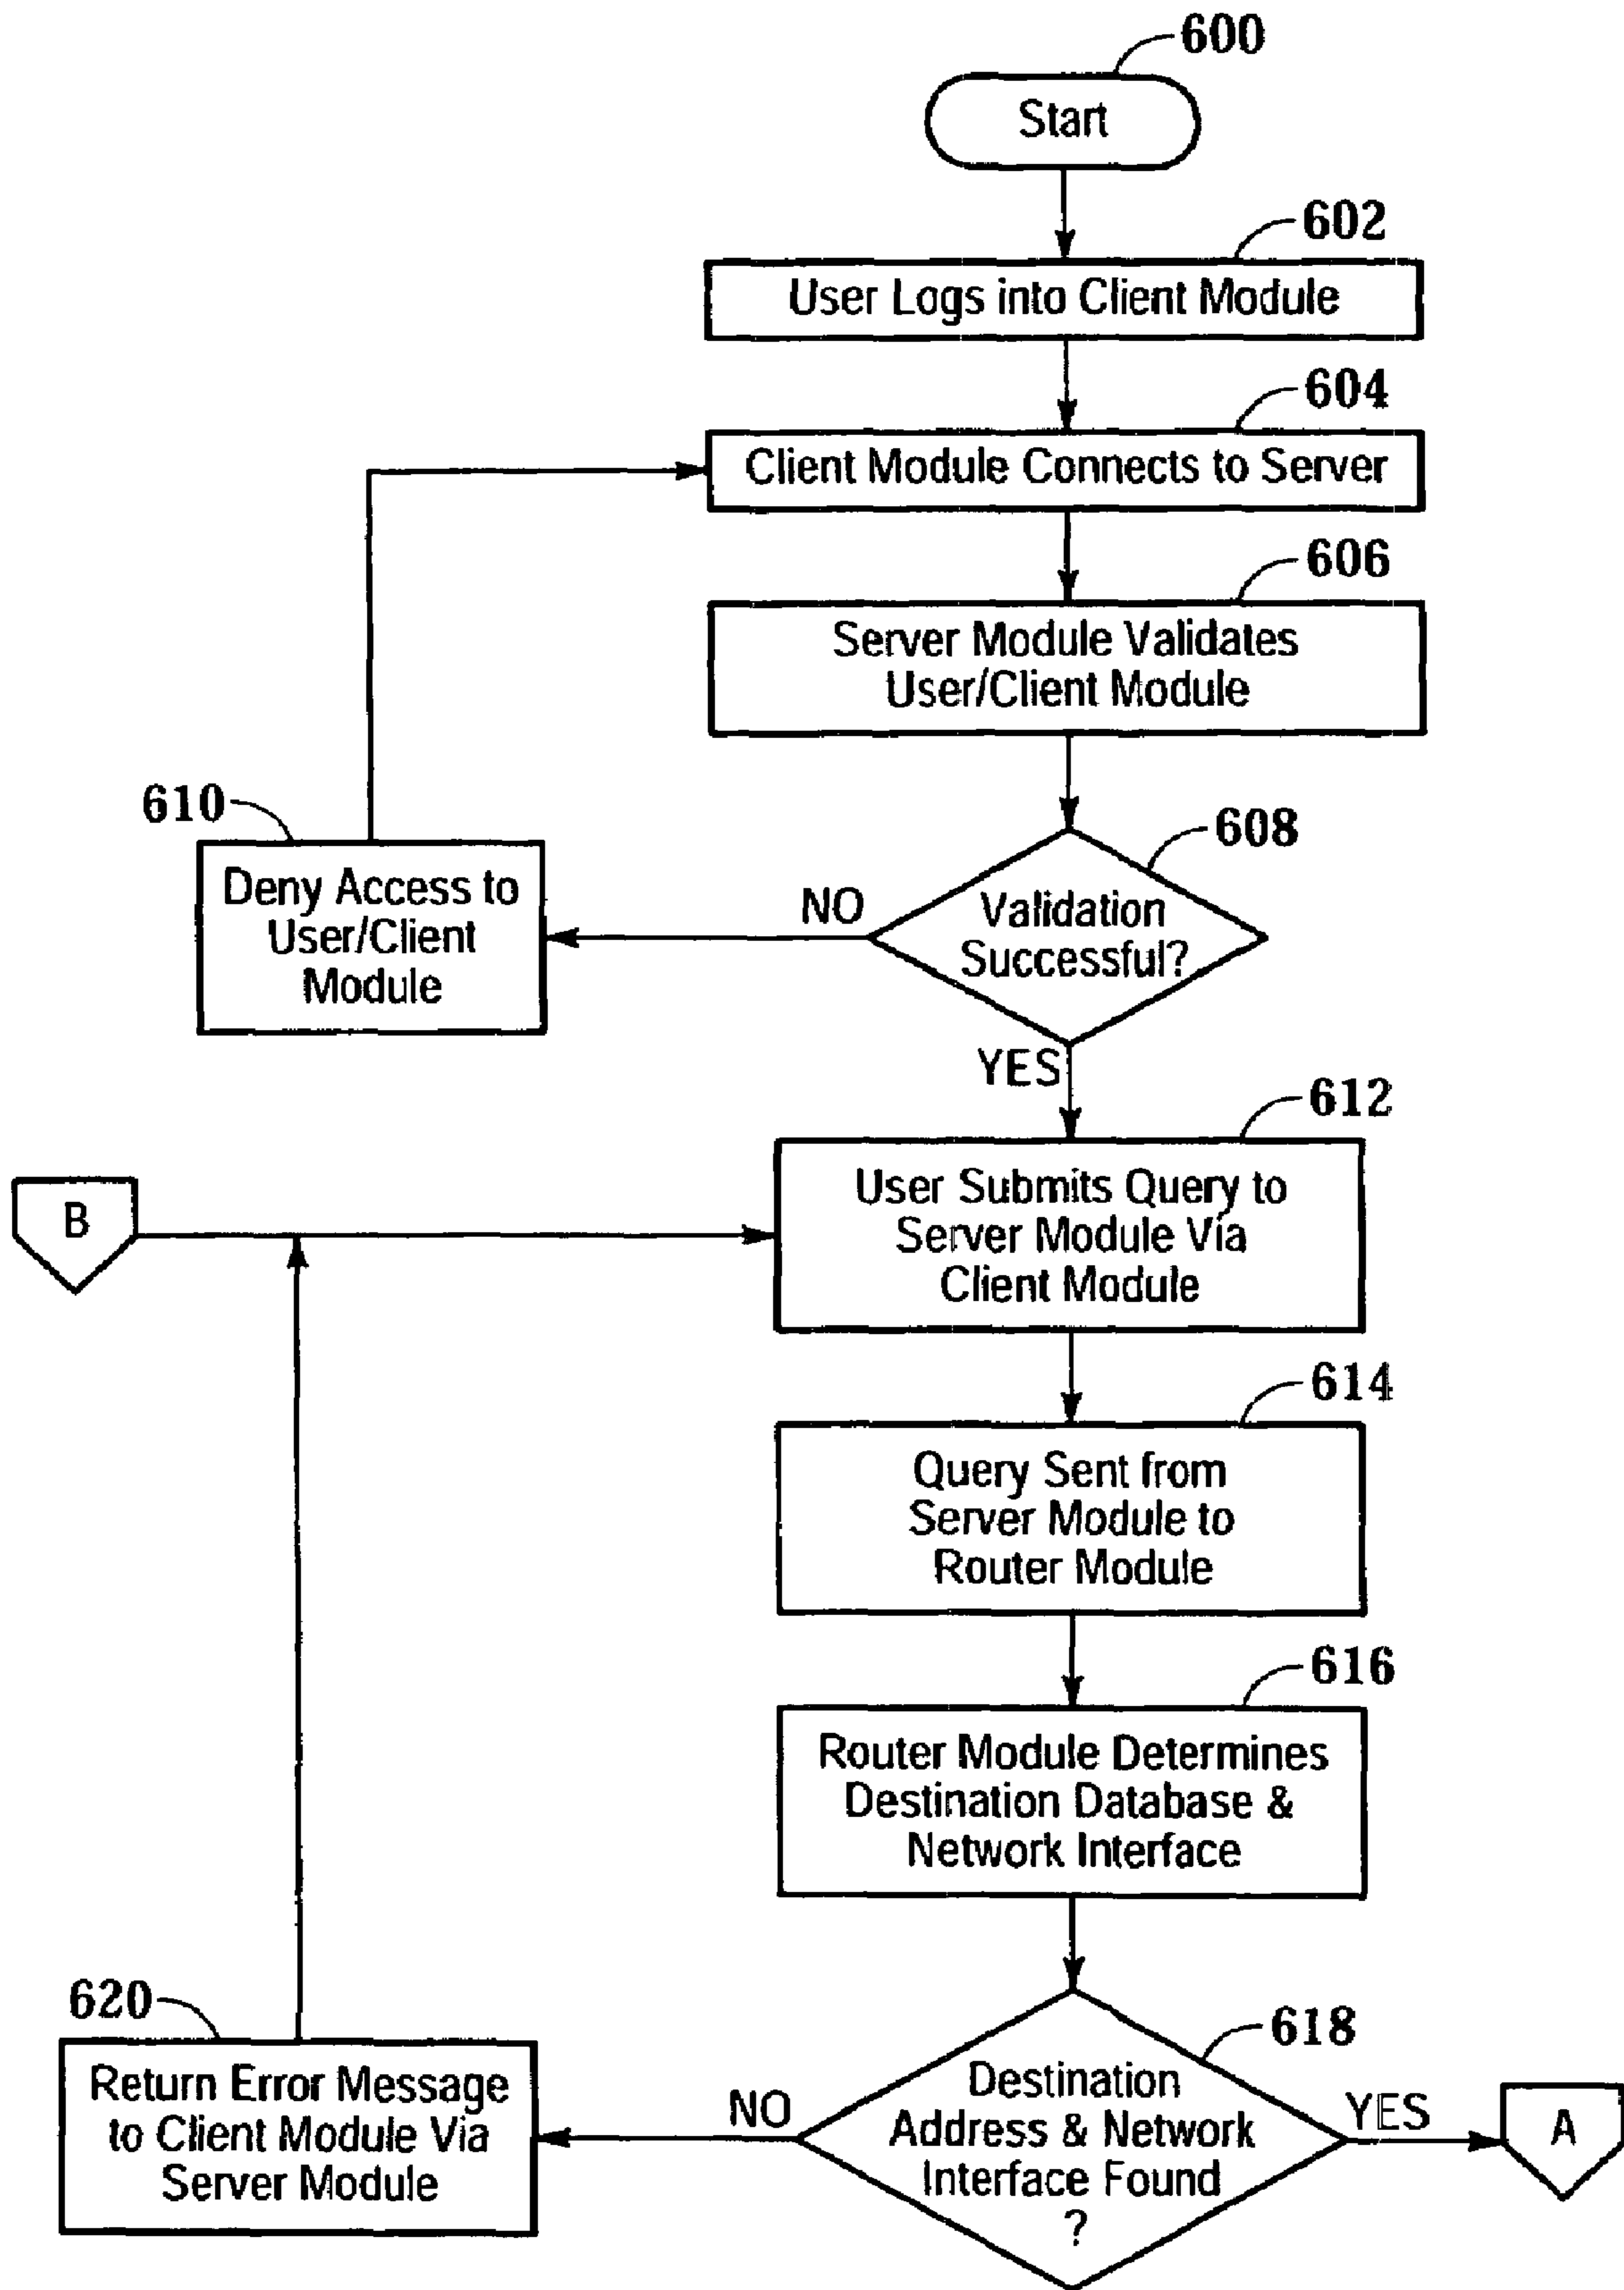 600
Start
602
User Logs into Client Module
604
Client Module Connects to Server
606
Server Module Validates
User/Client Module
610
608
Deny Access to
User/Client
Module
NO
Validation
Successful?
YES
612
B
User Submits Query to
Server Module Via
Client Module
614
Query Sent from
Server Module to
Router Module
616
Router Module Determines
Destination Database &
Network Interface
620
618
Return Error Message
to Client Module Via
Server Module
NO
Destination
Address & Network
Interface Found
?
YES
A